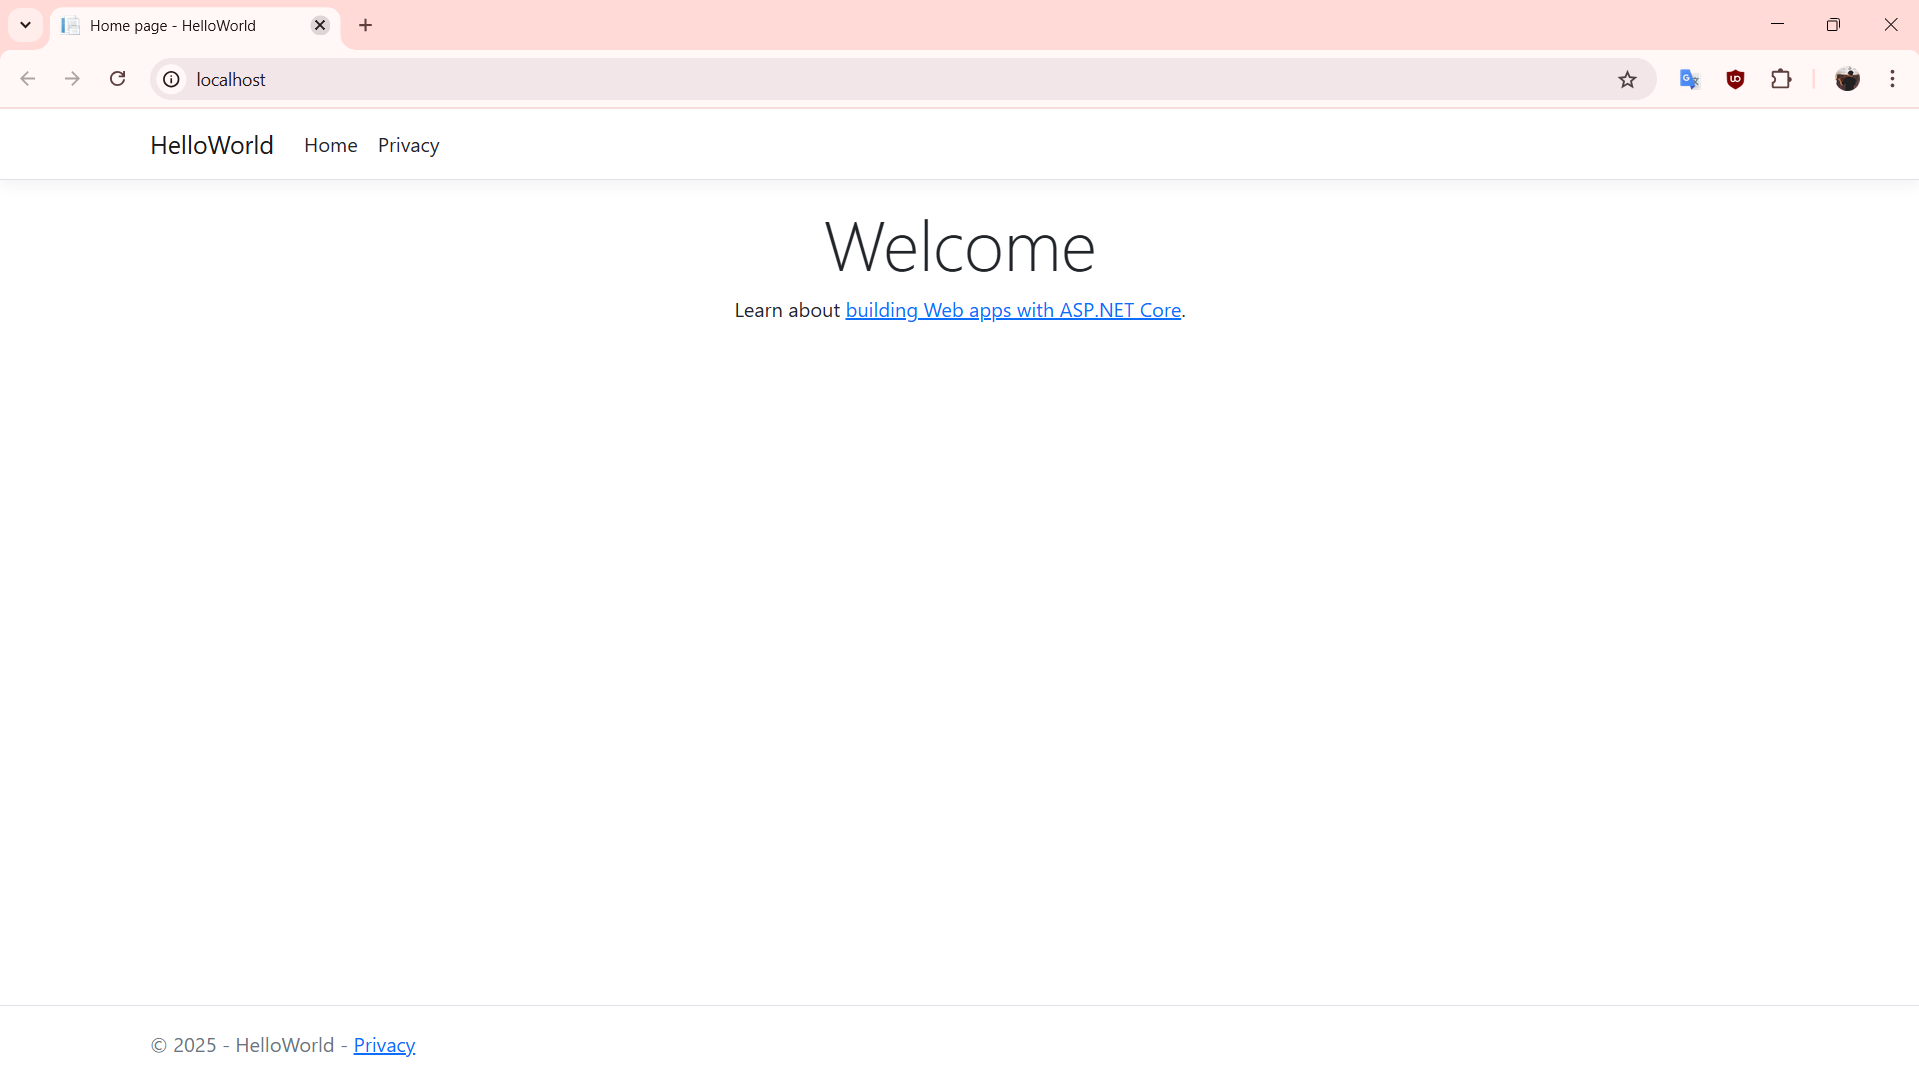 Home page - HelloWorld
localhost
HelloWorld Home Privacy
Welcome
Learn about building Web apps with ASP.NET Core.
© 2025 - HelloWorld - Privacy